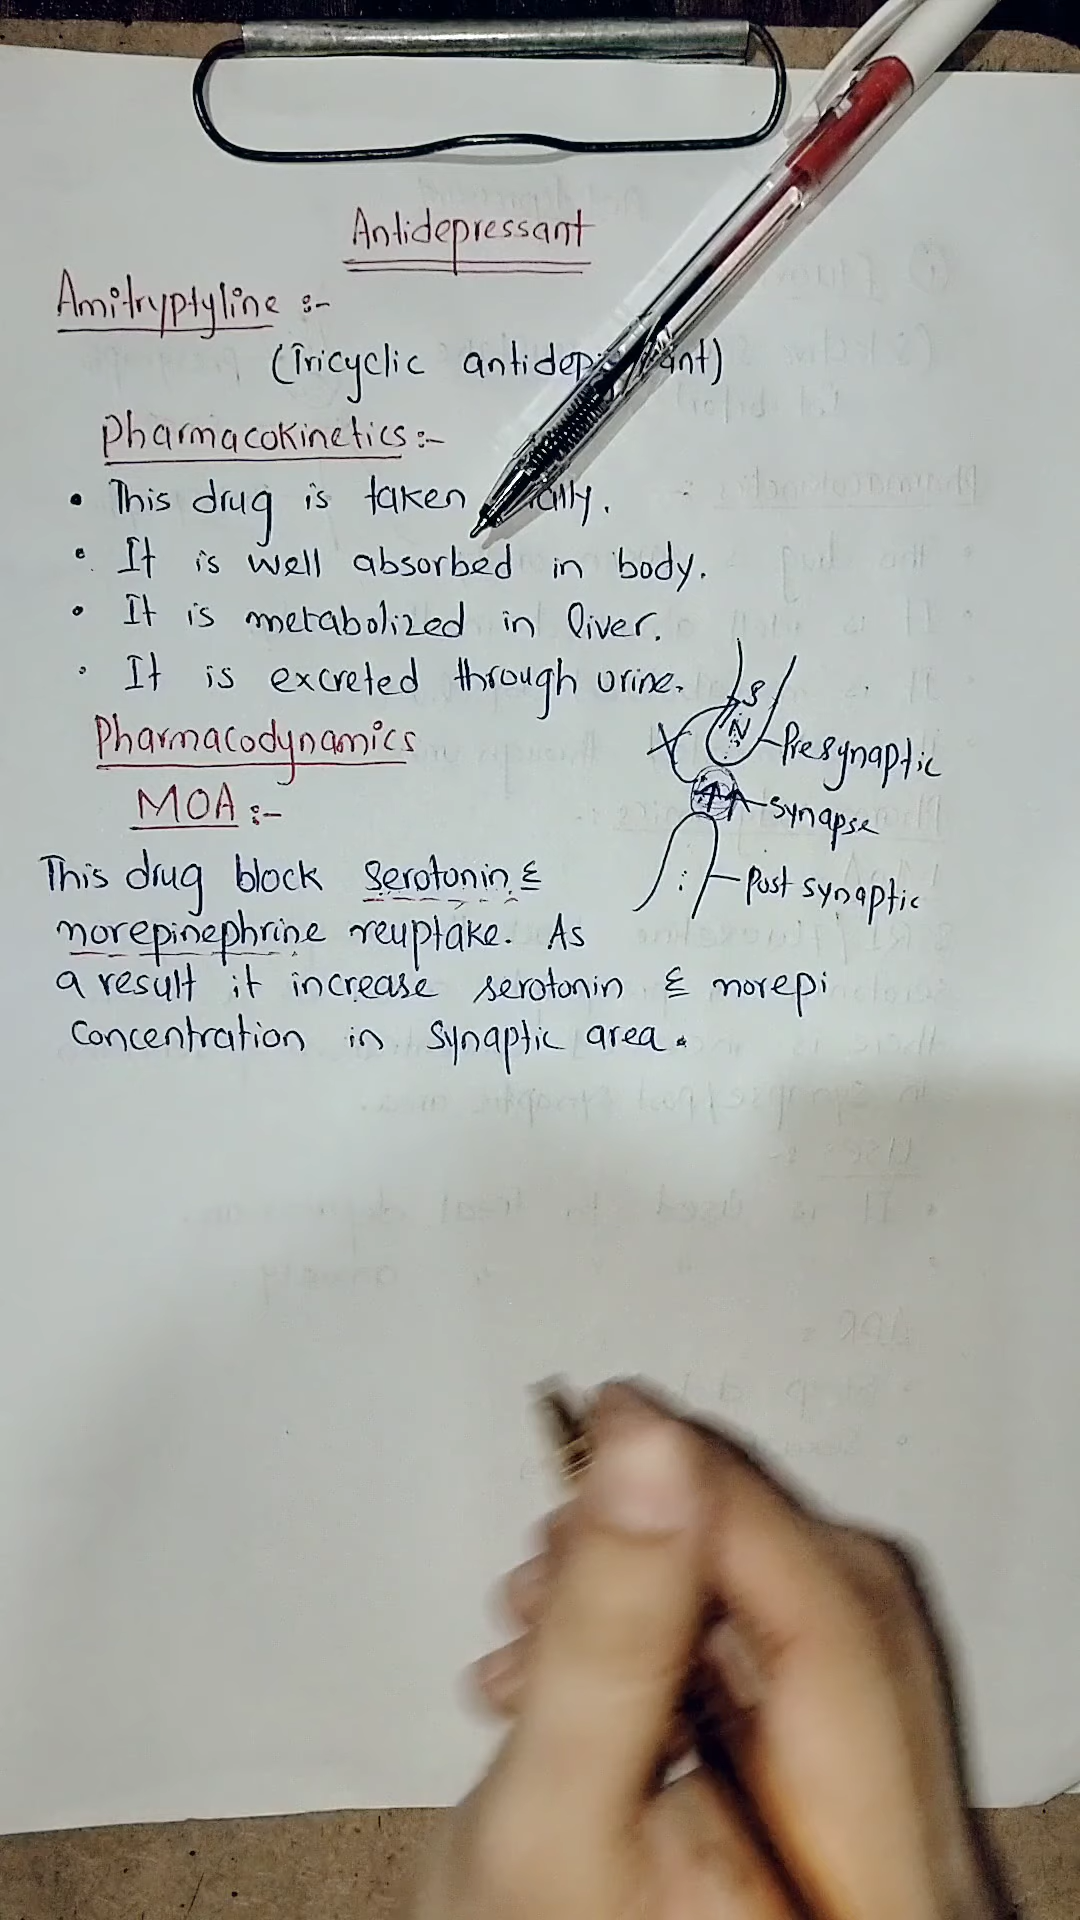 Antidepressant
Amitryptyline :-
(Tricyclic antidepressant)
Pharmacokinetics :-
• This drug is taken orally.
• It is well absorbed in body.
• It is metabolized in liver.
• It is excreted through urine.
Pharmacodynamics
MOA :-
This drug block serotonin &
norepinephrine reuptake. As
a result it increase serotonin & norepi
concentration in synaptic area.
S
N
X
Presynaptic
Synapse
Post synaptic